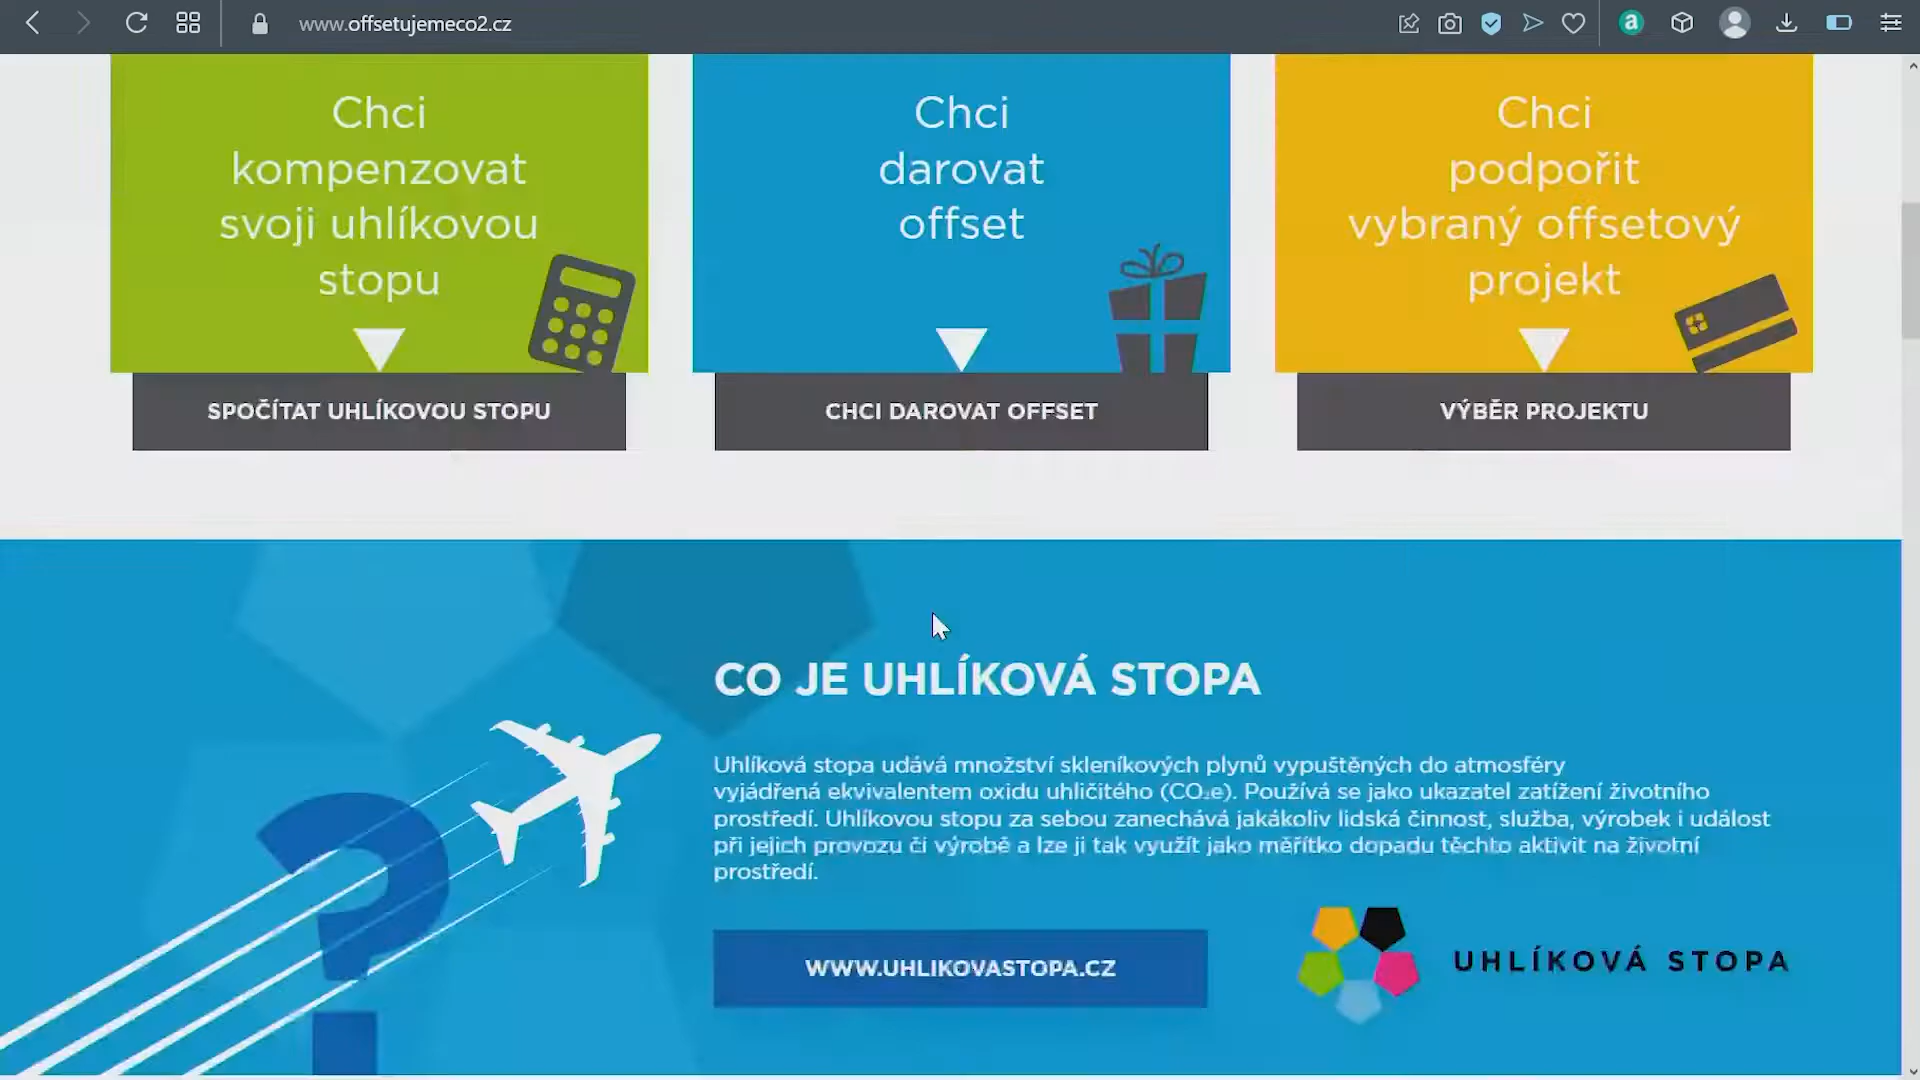 www.offsetujemeco2.cz
Chci
kompenzovat
svoji uhlíkovou
stopu
SPOČÍTAT UHLÍKOVOU STOPU
Chci
darovat
offset
CHCI DAROVAT OFFSET
Chci
podpořit
vybraný offsetový
projekt
VÝBĚR PROJEKTU
CO JE UHLÍKOVÁ STOPA
Uhlíková stopa udává množství skleníkových plynů vypuštěných do atmosféry
vyjádřená ekvivalentem oxidu uhličitého (CO₂e). Používá se jako ukazatel zatížení životního
prostředí. Uhlíkovou stopu za sebou zanechává jakákoliv lidská činnost, služba, výrobek i událost
při jejich provozu či výrobě a lze ji tak využít jako měřítko dopadu těchto aktivit na životní
prostředí.
WWW.UHLIKOVASTOPA.CZ
UHLÍKOVÁ STOPA